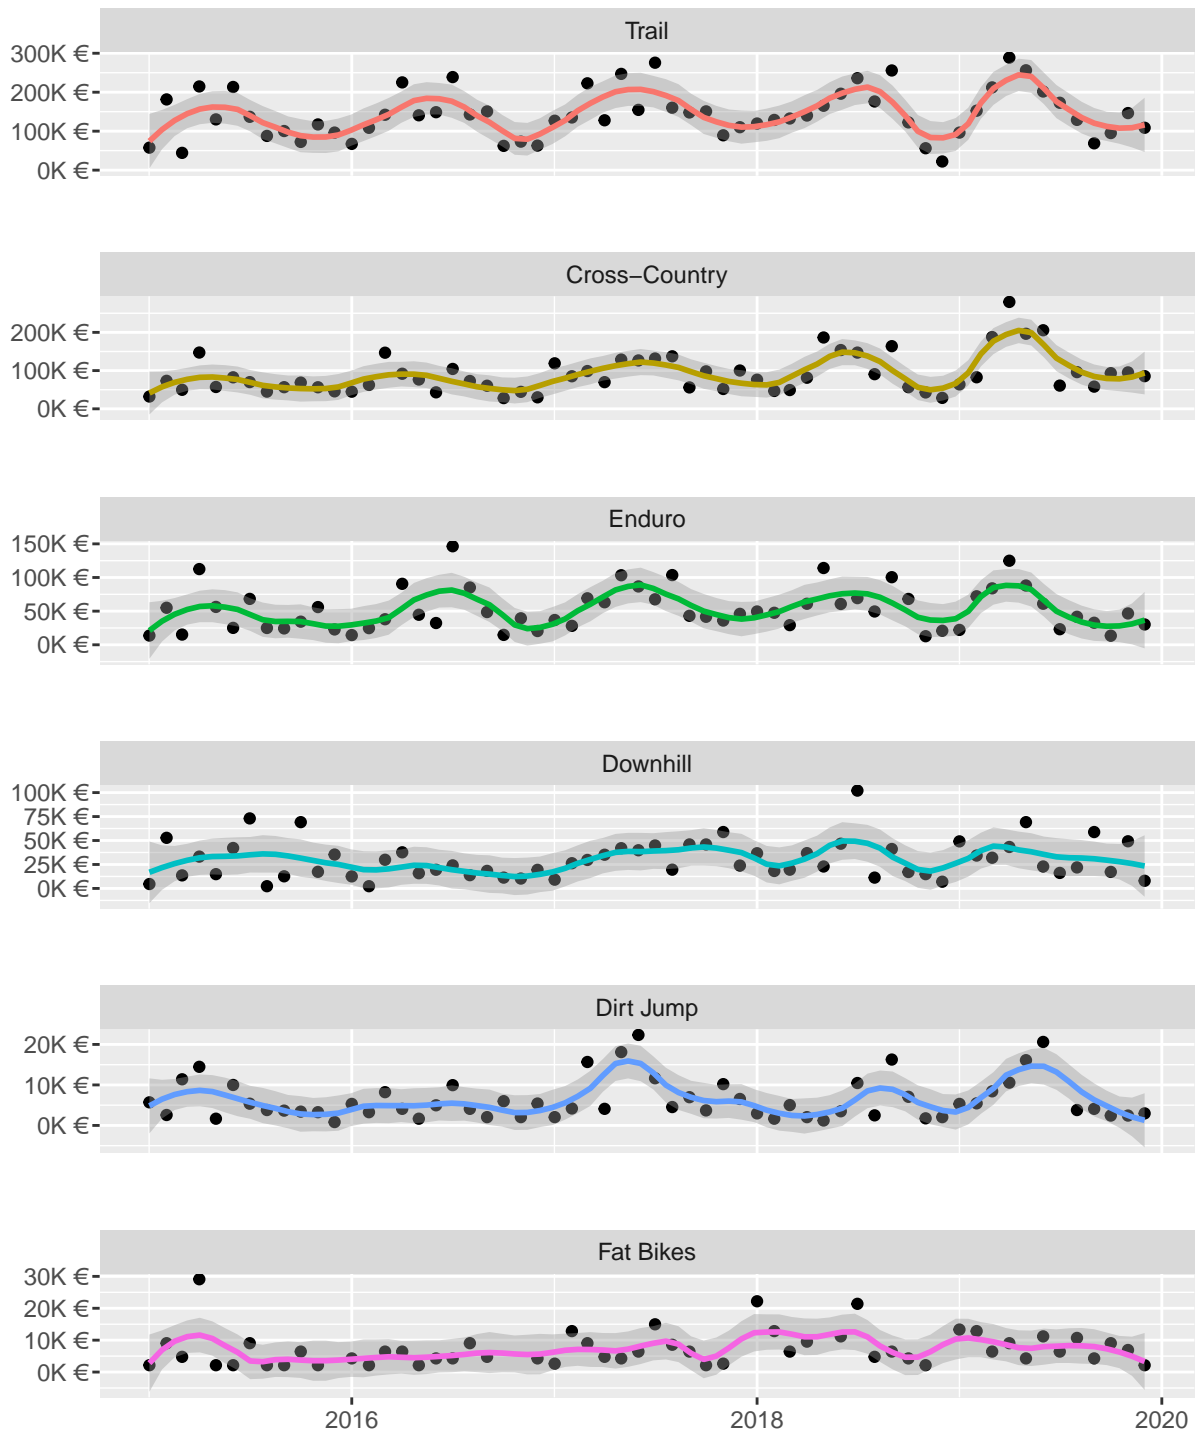 Trail
300K €
200K €
100K €
0K €
Cross−Country
200K €
100K €
0K €
Enduro
150K €
100K €
50K €
0K €
Downhill
100K €
75K €
50K €
25K €
0K €
Dirt Jump
20K €
10K €
0K €
Fat Bikes
30K €
20K €
10K €
0K €
2016 2018 2020